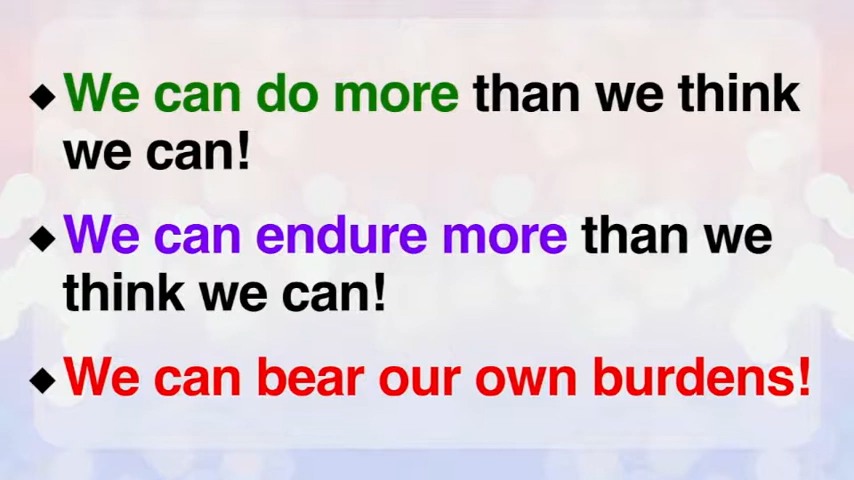 ◆We can do more than we think
we can!
◆We can endure more than we
think we can!
◆We can bear our own burdens!